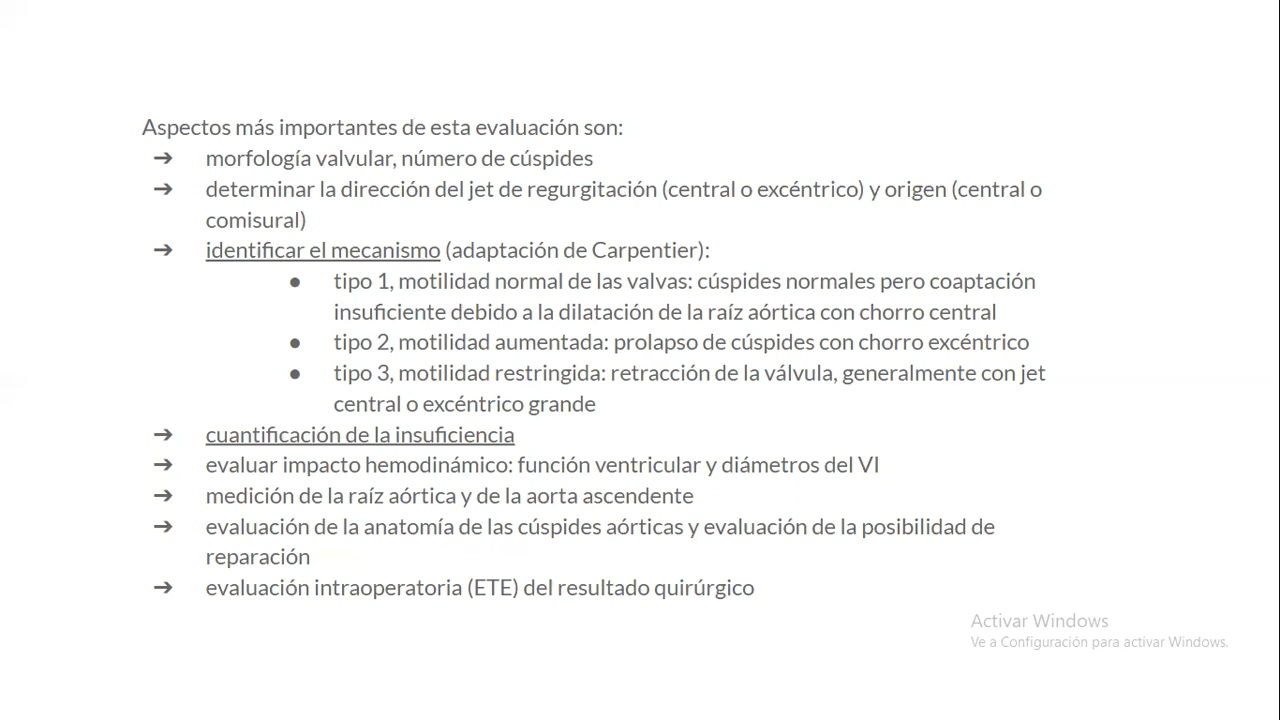 Aspectos más importantes de esta evaluación son:
➔ morfología valvular, número de cúspides
➔ determinar la dirección del jet de regurgitación (central o excéntrico) y origen (central o
comisural)
➔ identificar el mecanismo (adaptación de Carpentier):
● tipo 1, motilidad normal de las valvas: cúspides normales pero coaptación
insuficiente debido a la dilatación de la raíz aórtica con chorro central
● tipo 2, motilidad aumentada: prolapso de cúspides con chorro excéntrico
● tipo 3, motilidad restringida: retracción de la válvula, generalmente con jet
central o excéntrico grande
➔ cuantificación de la insuficiencia
➔ evaluar impacto hemodinámico: función ventricular y diámetros del VI
➔ medición de la raíz aórtica y de la aorta ascendente
➔ evaluación de la anatomía de las cúspides aórticas y evaluación de la posibilidad de
reparación
➔ evaluación intraoperatoria (ETE) del resultado quirúrgico
Activar Windows
Ve a Configuración para activar Windows.